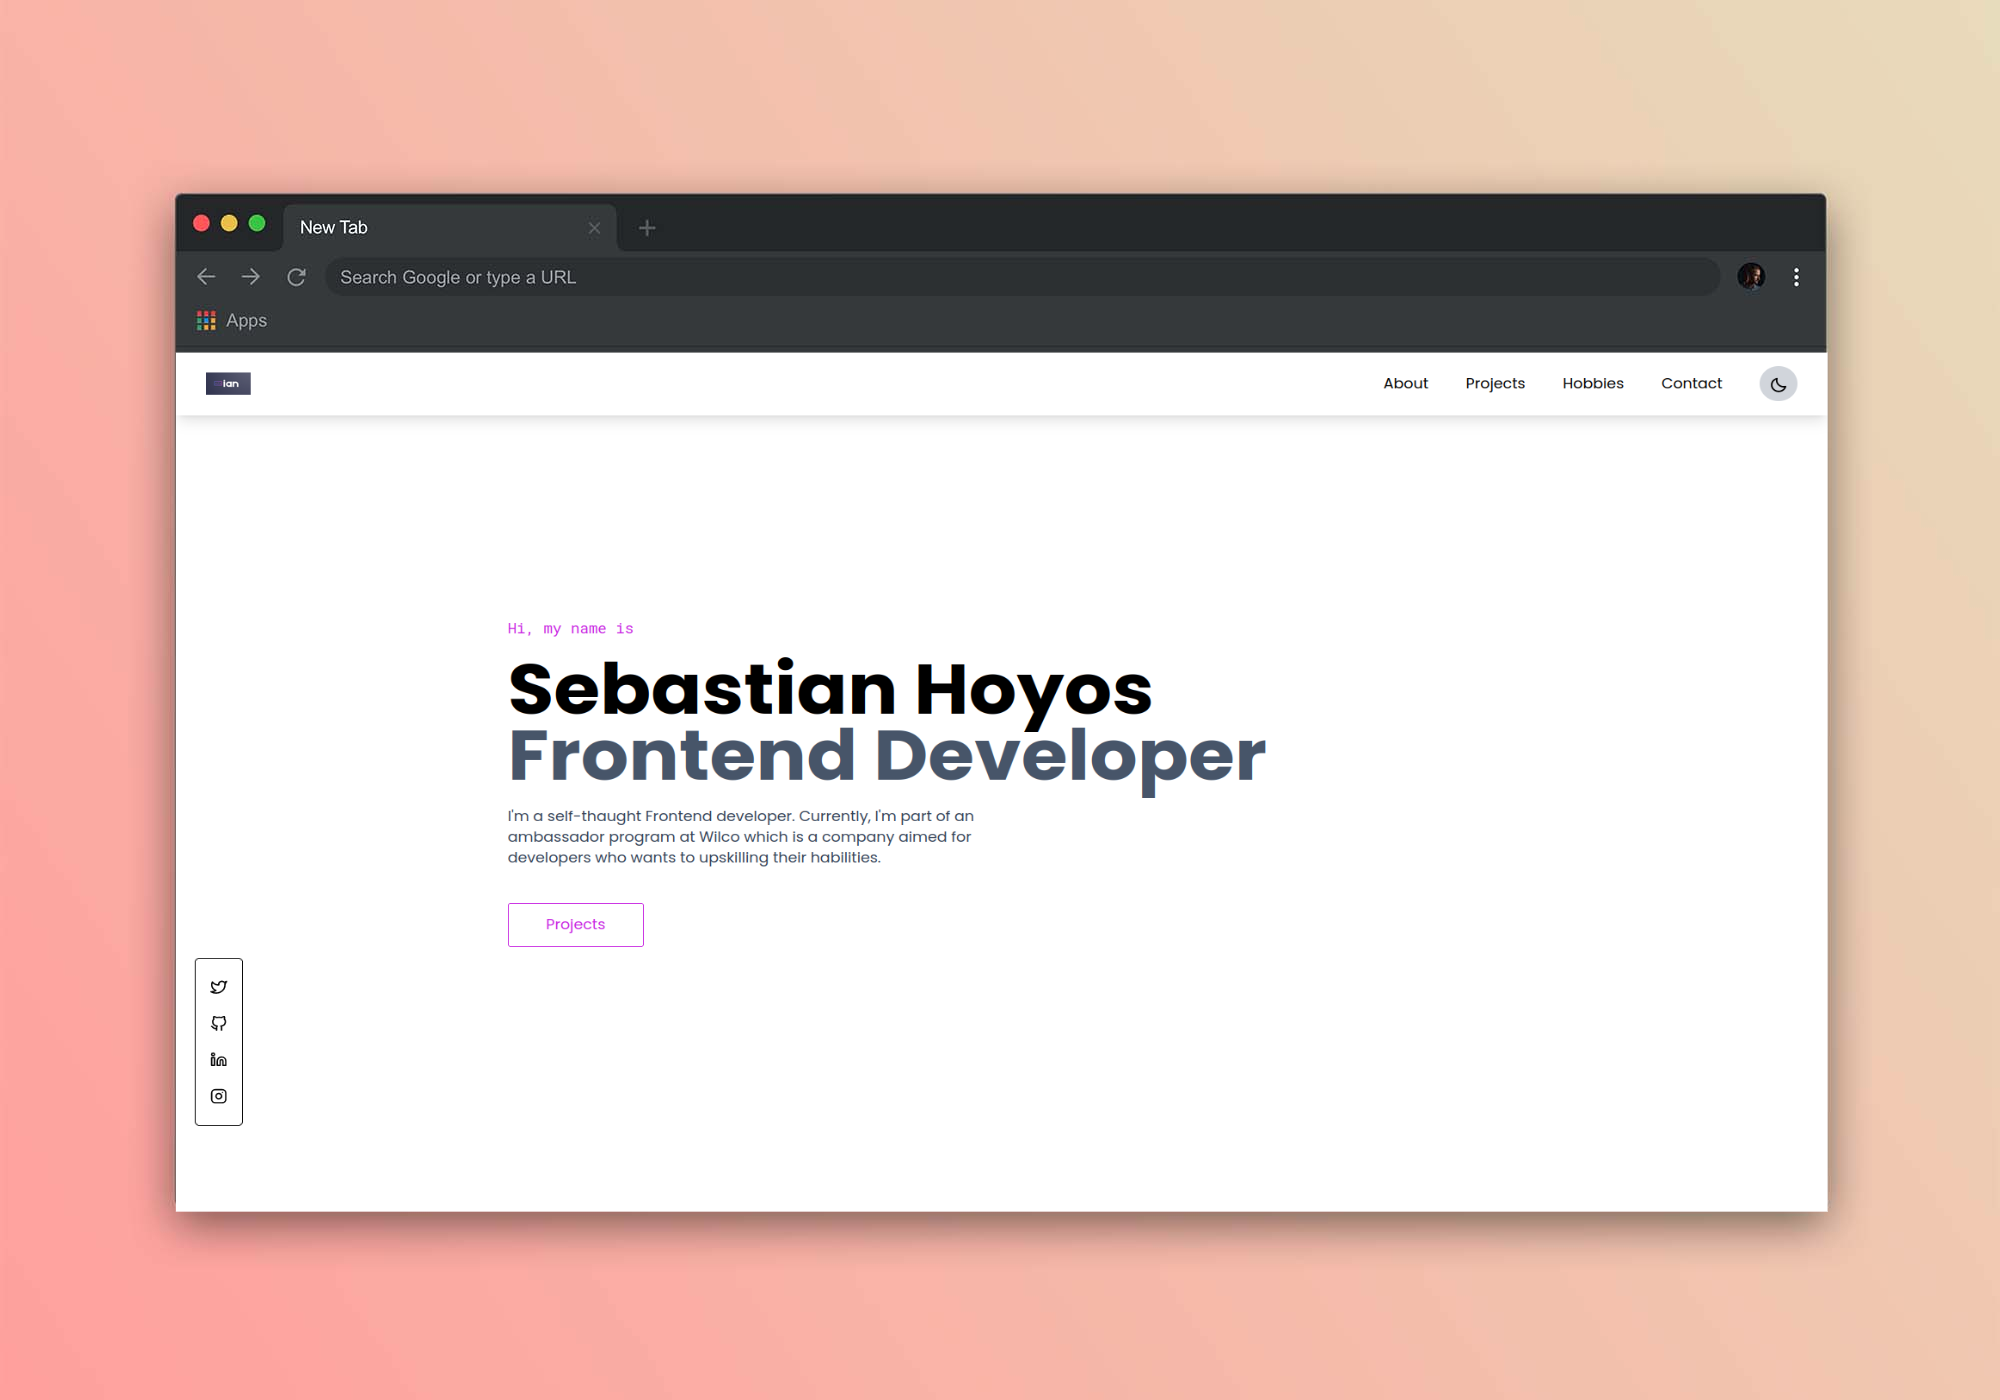 New Tab
Search Google or type a URL
Apps
ian
About Projects Hobbies Contact
Hi, my name is
Sebastian Hoyos
Frontend Developer
I'm a self-thaught Frontend developer. Currently, I'm part of an
ambassador program at Wilco which is a company aimed for
developers who wants to upskilling their habilities.
Projects